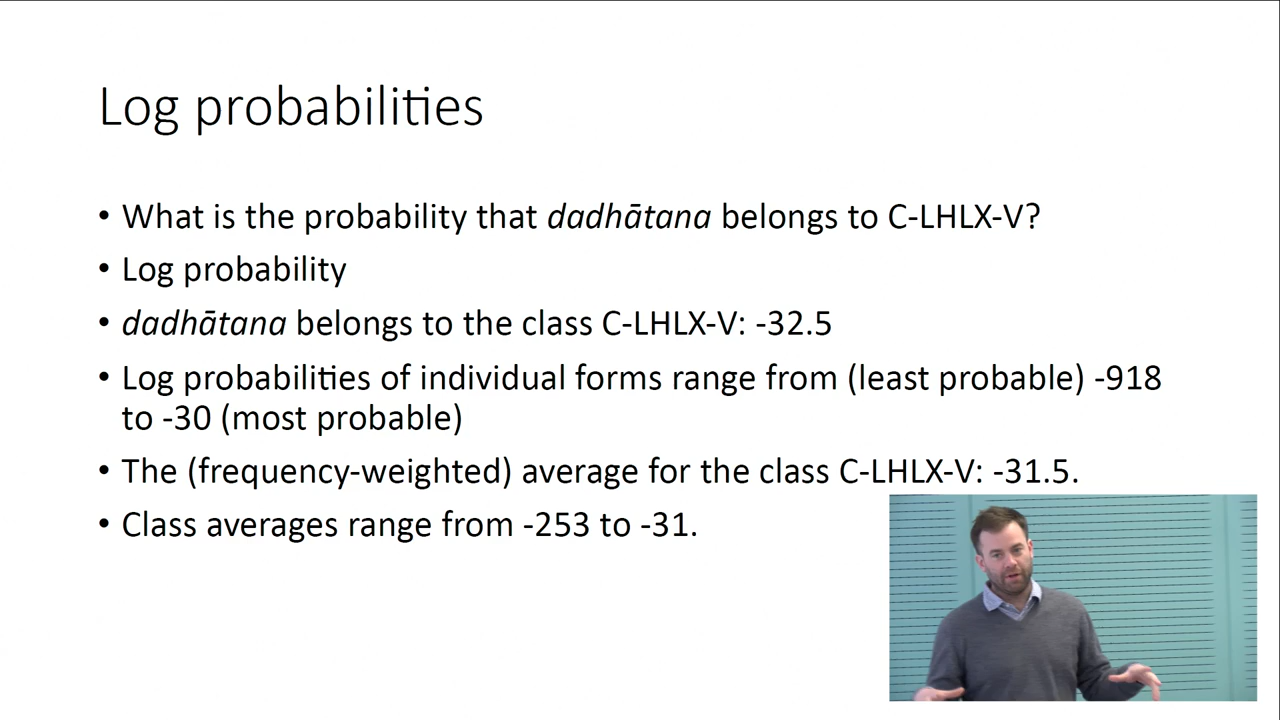 Log probabilities
• What is the probability that dadhātana belongs to C-LHLX-V?
• Log probability
• dadhātana belongs to the class C-LHLX-V: -32.5
• Log probabilities of individual forms range from (least probable) -918
to -30 (most probable)
• The (frequency-weighted) average for the class C-LHLX-V: -31.5.
• Class averages range from -253 to -31.